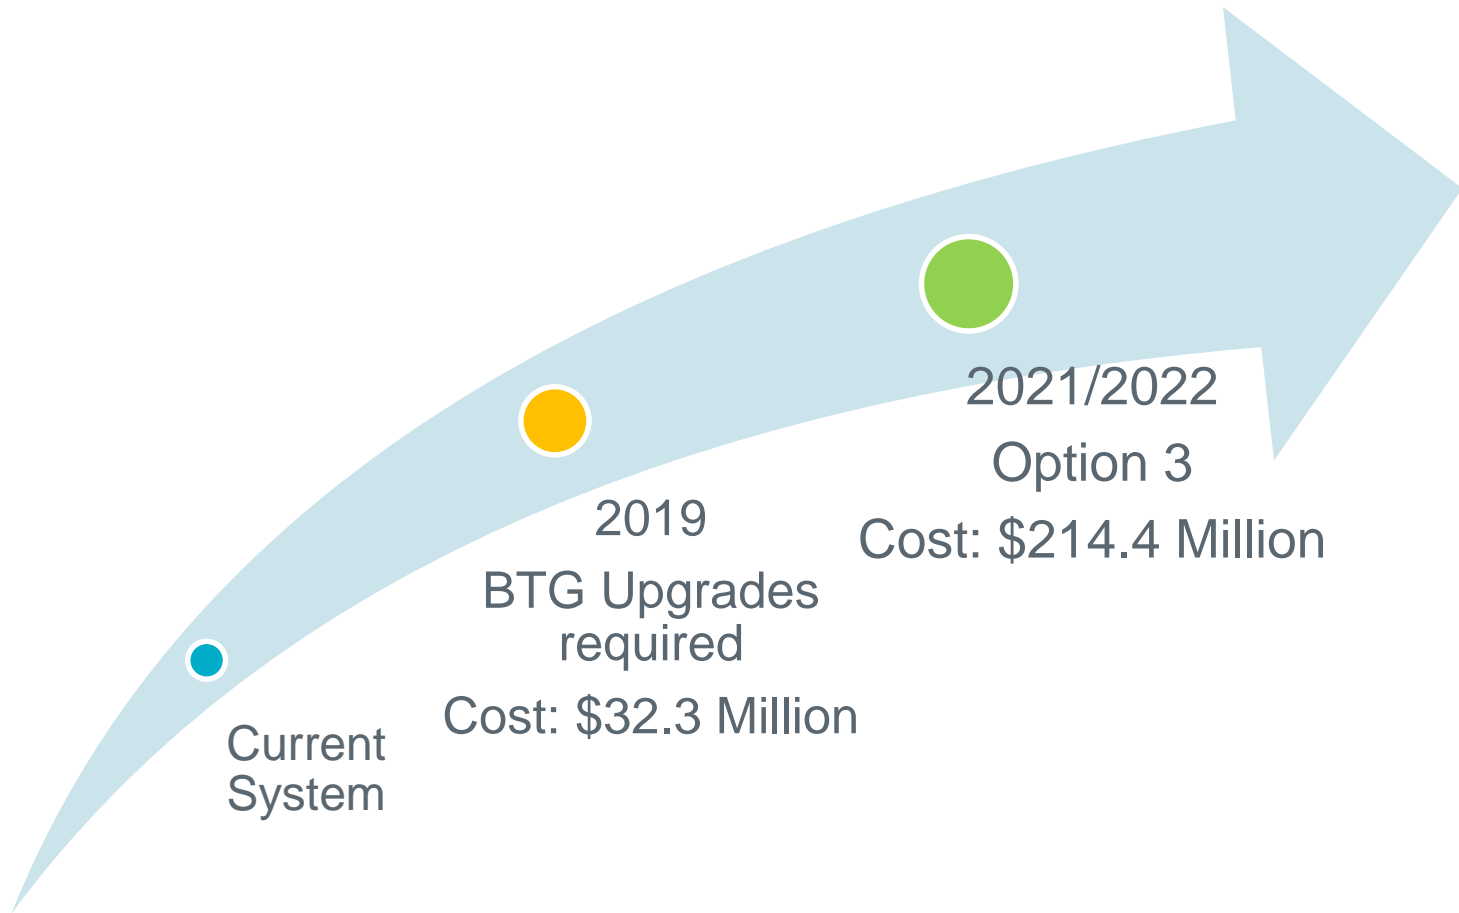 Current
System
2019
BTG Upgrades
required
Cost: $32.3 Million
2021/2022
Option 3
Cost: $214.4 Million